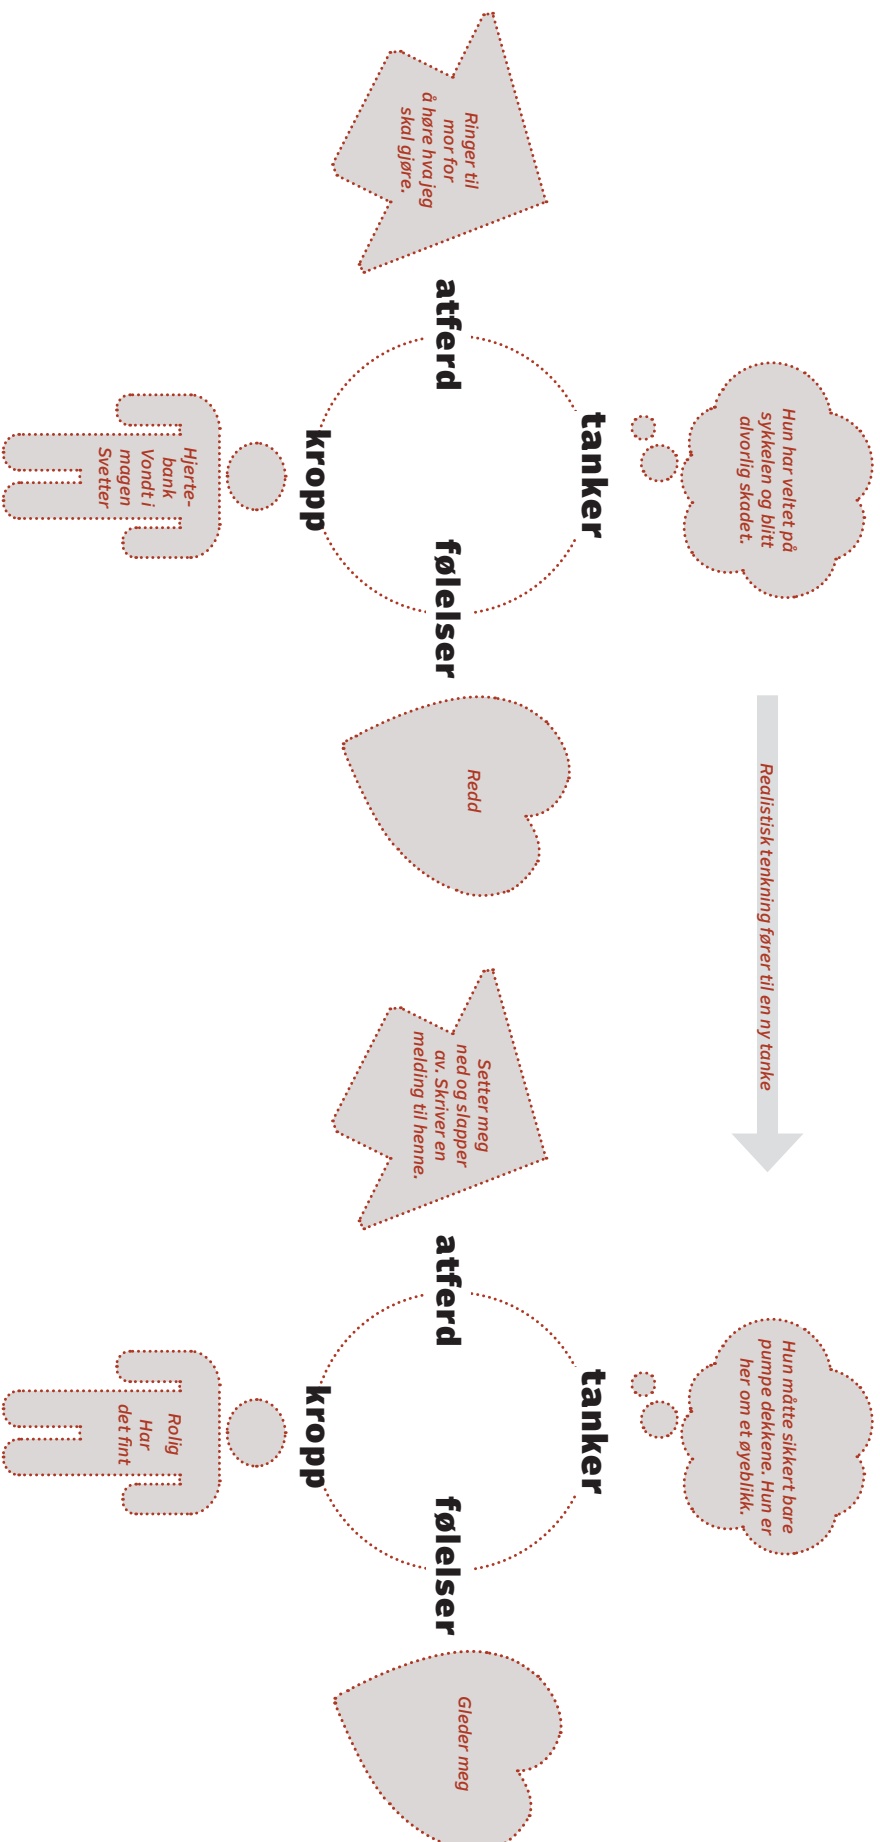 Hun har veltet på
sykkelen og blitt
alvorlig skadet.
tanker
Ringer til
mor for
å høre hva jeg
skal gjøre.
atferd
følelser
Redd
kropp
Hjerte-
bank
Vondt i
magen
Svetter
Realistisk tenkning fører til en ny tanke
Hun måtte sikkert bare
pumpe dekkene. Hun er
her om et øyeblikk.
tanker
Setter meg
ned og slapper
av. Skriver en
melding til henne.
atferd
følelser
Gleder meg
kropp
Rolig
Har
det fint